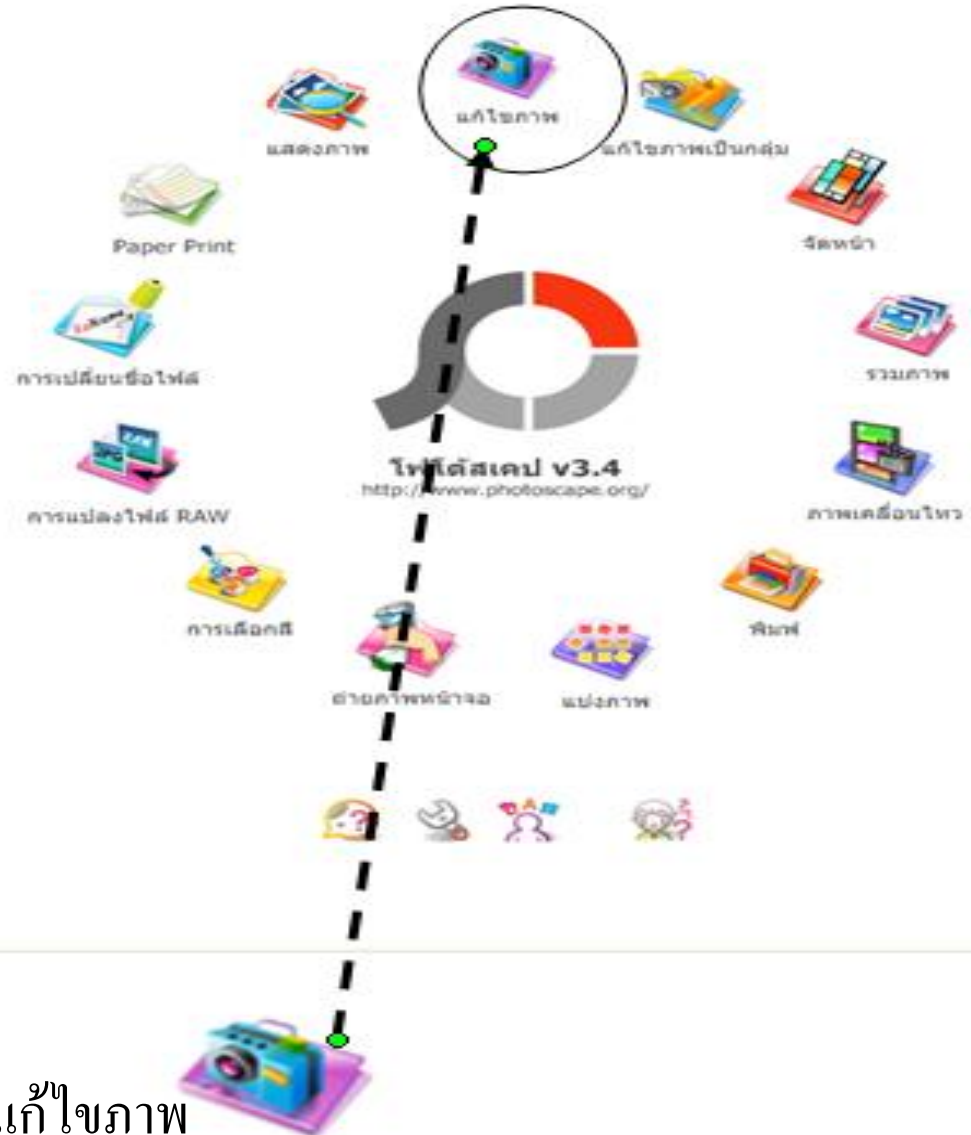 แก้ไขภาพ
แสดงภาพ
แก้ไขภาพเป็นกลุ่ม
Paper Print
จัดหน้า
การเปลี่ยนชื่อไฟล์
รวมภาพ
โฟโต้สเคป v3.4
http://www.photoscape.org/
การแปลงไฟล์ RAW
ภาพเคลื่อนไหว
การเลือกสี
พิมพ์
ถ่ายภาพหน้าจอ
แบ่งภาพ
แก้ไขภาพ